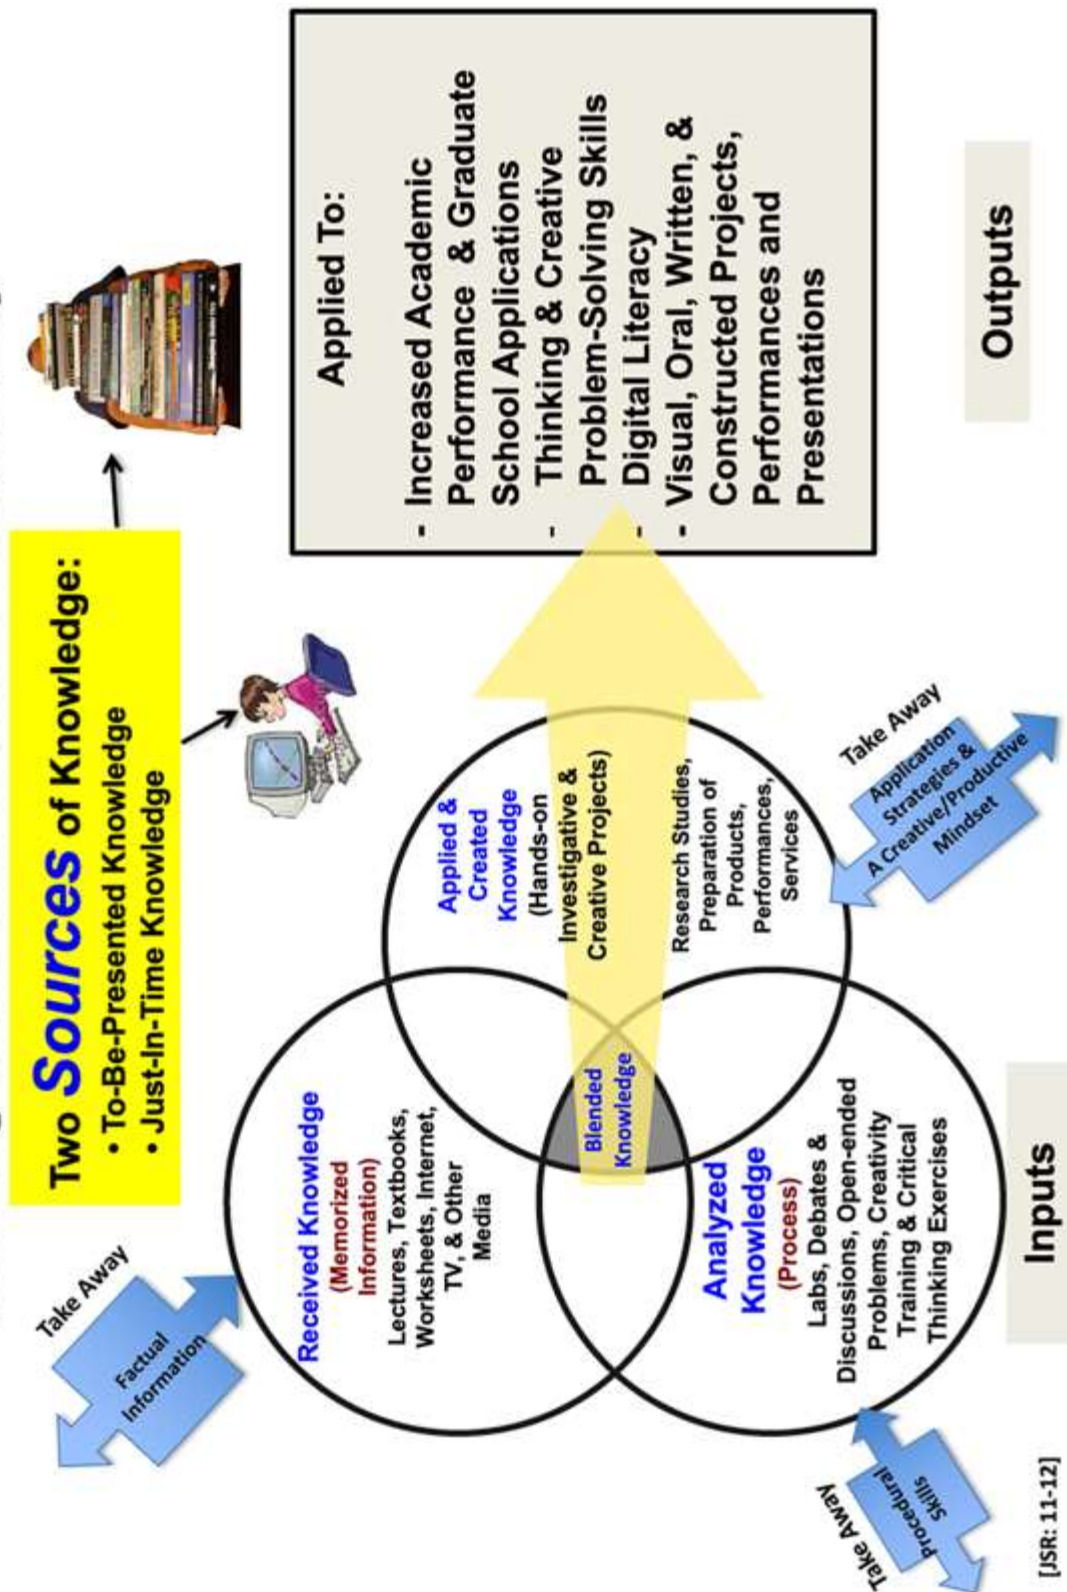 Two Sources of Knowledge:
• To-Be-Presented Knowledge
• Just-In-Time Knowledge
Take Away
Factual
Information
Received Knowledge
(Memorized
Information)
Lectures, Textbooks,
Worksheets, Internet,
TV, & Other
Media
Applied &
Created
Knowledge
(Hands-on
Investigative &
Creative Projects)
Research Studies,
Preparation of
Products,
Performances,
Services
Blended
Knowledge
Analyzed
Knowledge
(Process)
Labs, Debates &
Discussions, Open-ended
Problems, Creativity
Training & Critical
Thinking Exercises
Take Away
Procedural
Skills
Take Away
Application
Strategies &
A Creative/Productive
Mindset
Applied To:
- Increased Academic
Performance & Graduate
School Applications
- Thinking & Creative
Problem-Solving Skills
- Digital Literacy
- Visual, Oral, Written, &
Constructed Projects,
Performances and
Presentations
Inputs
Outputs
[JSR: 11-12]